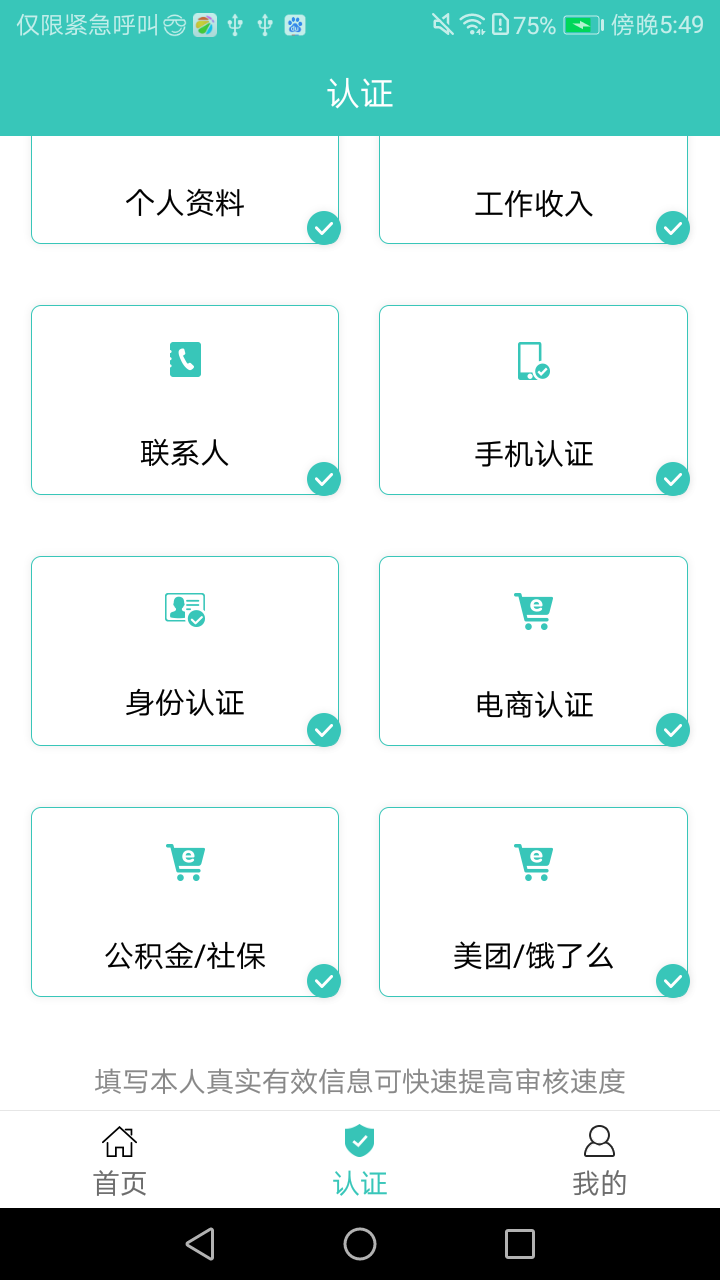 仅限紧急呼叫 75% 傍晚5:49
认证
个人资料 工作收入
联系人 手机认证
身份认证 电商认证
公积金/社保 美团/饿了么
填写本人真实有效信息可快速提高审核速度
首页 认证 我的